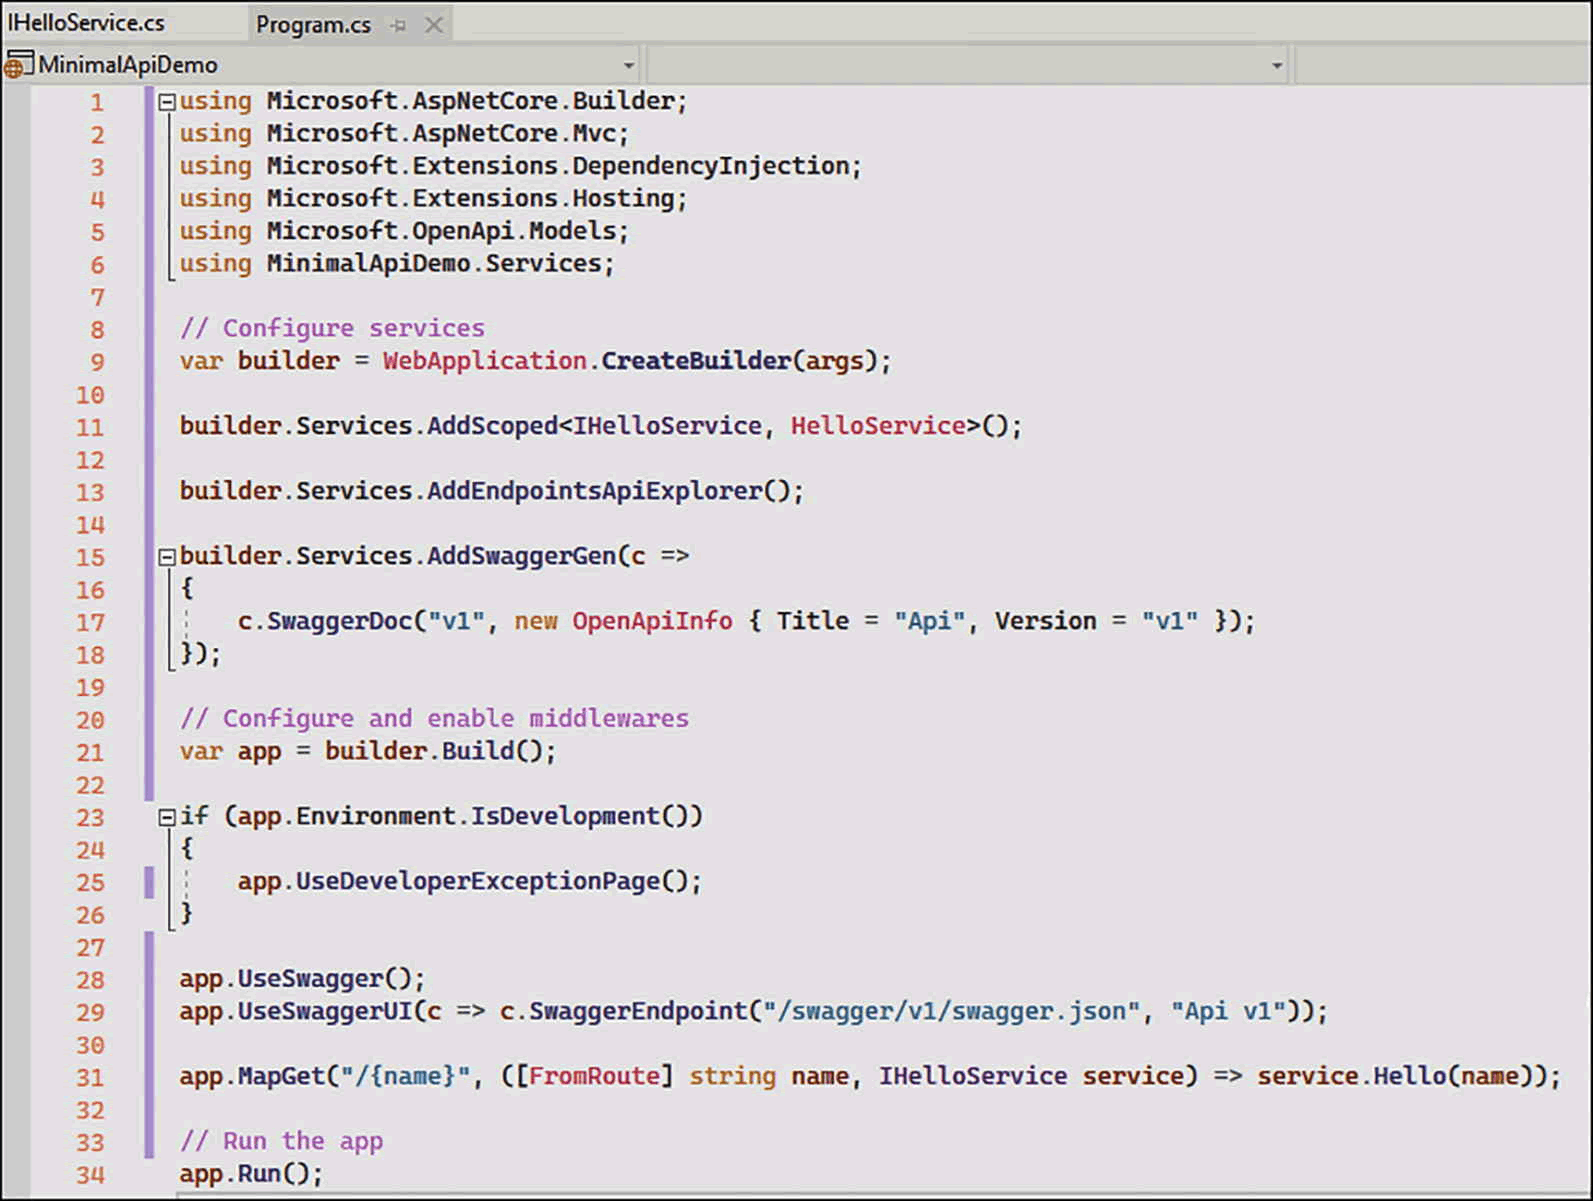 IHelloService.cs
Program.cs
MinimalApiDemo
1 using Microsoft.AspNetCore.Builder;
2 using Microsoft.AspNetCore.Mvc;
3 using Microsoft.Extensions.DependencyInjection;
4 using Microsoft.Extensions.Hosting;
5 using Microsoft.OpenApi.Models;
6 using MinimalApiDemo.Services;
7
8 // Configure services
9 var builder = WebApplication.CreateBuilder(args);
10
11 builder.Services.AddScoped<IHelloService, HelloService>();
12
13 builder.Services.AddEndpointsApiExplorer();
14
15 builder.Services.AddSwaggerGen(c =>
16 {
17     c.SwaggerDoc("v1", new OpenApiInfo { Title = "Api", Version = "v1" });
18 });
19
20 // Configure and enable middlewares
21 var app = builder.Build();
22
23 if (app.Environment.IsDevelopment())
24 {
25     app.UseDeveloperExceptionPage();
26 }
27
28 app.UseSwagger();
29 app.UseSwaggerUI(c => c.SwaggerEndpoint("/swagger/v1/swagger.json", "Api v1"));
30
31 app.MapGet("/{name}", ([FromRoute] string name, IHelloService service) => service.Hello(name));
32
33 // Run the app
34 app.Run();